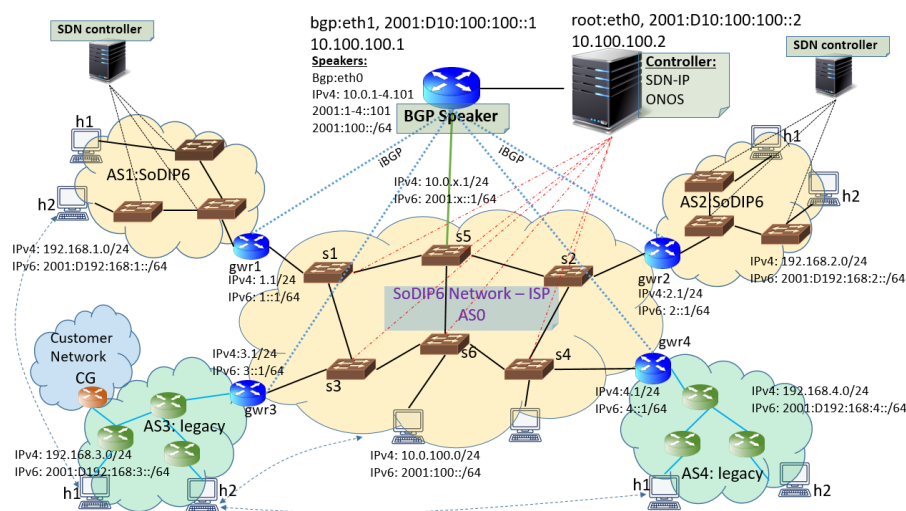 SDN controller
bgp:eth1, 2001:D10:100:100::1
10.100.100.1
Speakers:
Bgp:eth0
IPv4: 10.0.1-4.101
2001:1-4::101
2001:100::/64
BGP Speaker
root:eth0, 2001:D10:100:100::2
10.100.100.2
Controller:
SDN-IP
ONOS
SDN controller
h1
AS1:SoDIP6
h2
IPv4: 192.168.1.0/24
IPv6: 2001:D192:168:1::/64
iBGP
iBGP
IPv4: 10.0.x.1/24
IPv6: 2001:x::1/64
h1
AS2:SoDIP6
h2
IPv4: 192.168.2.0/24
IPv6: 2001:D192:168:2::/64
gwr1
IPv4: 1.1/24
IPv6: 1::1/64
s1
s5
s2
gwr2
IPv4:2.1/24
IPv6: 2::1/64
SoDIP6 Network – ISP
AS0
s3
s6
s4
Customer
Network
CG
IPv4:3.1/24
IPv6: 3::1/64
gwr3
AS3: legacy
IPv4: 192.168.3.0/24
IPv6: 2001:D192:168:3::/64
h1
h2
IPv4: 10.0.100.0/24
IPv6: 2001:100::/64
gwr4
IPv4:4.1/24
IPv6: 4::1/64
IPv4: 192.168.4.0/24
IPv6: 2001:D192:168:4::/64
AS4: legacy
h1
h2